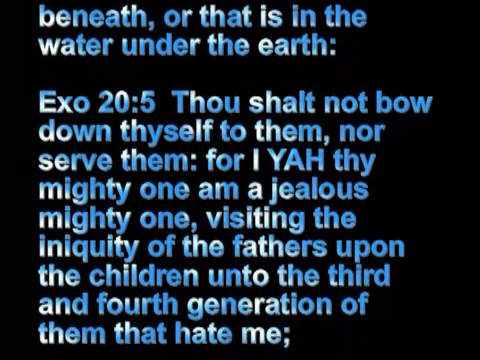 beneath, or that is in the
water under the earth:
Exo 20:5  Thou shalt not bow
down thyself to them, nor
serve them: for I YAH thy
mighty one am a jealous
mighty one, visiting the
iniquity of the fathers upon
the children unto the third
and fourth generation of
them that hate me;